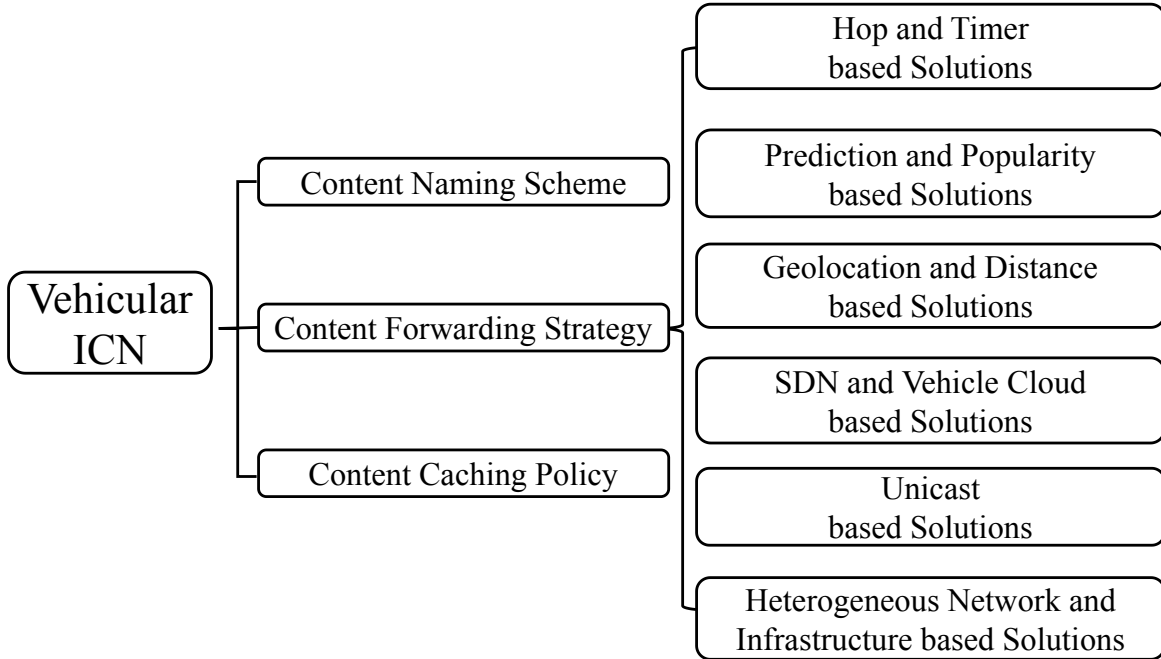 Vehicular
ICN
Content Naming Scheme
Content Forwarding Strategy
Content Caching Policy
Hop and Timer
based Solutions
Prediction and Popularity
based Solutions
Geolocation and Distance
based Solutions
SDN and Vehicle Cloud
based Solutions
Unicast
based Solutions
Heterogeneous Network and
Infrastructure based Solutions